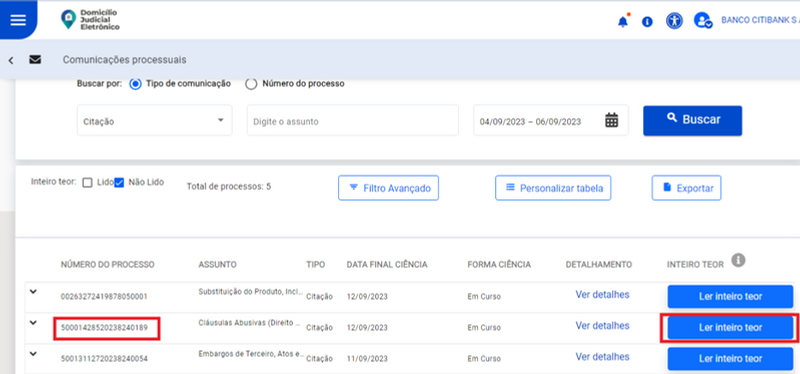 Domicílio
Judicial
Eletrônico
BANCO CITIBANK S A
Comunicações processuais
Buscar por: Tipo de comunicação Número do processo
Citação Digite o assunto 04/09/2023 – 06/09/2023 Buscar
Inteiro teor: Lido Não Lido Total de processos: 5 Filtro Avançado Personalizar tabela Exportar
NÚMERO DO PROCESSO ASSUNTO TIPO DATA FINAL CIÊNCIA FORMA CIÊNCIA DETALHAMENTO INTEIRO TEOR
00263272419878050001 Substituição do Produto, Incl... Citação 12/09/2023 Em Curso Ver detalhes Ler inteiro teor
50001428520238240189 Cláusulas Abusivas (Direito ... Citação 12/09/2023 Em Curso Ver detalhes Ler inteiro teor
50013112720238240054 Embargos de Terceiro, Atos e... Citação 11/09/2023 Em Curso Ver detalhes Ler inteiro teor